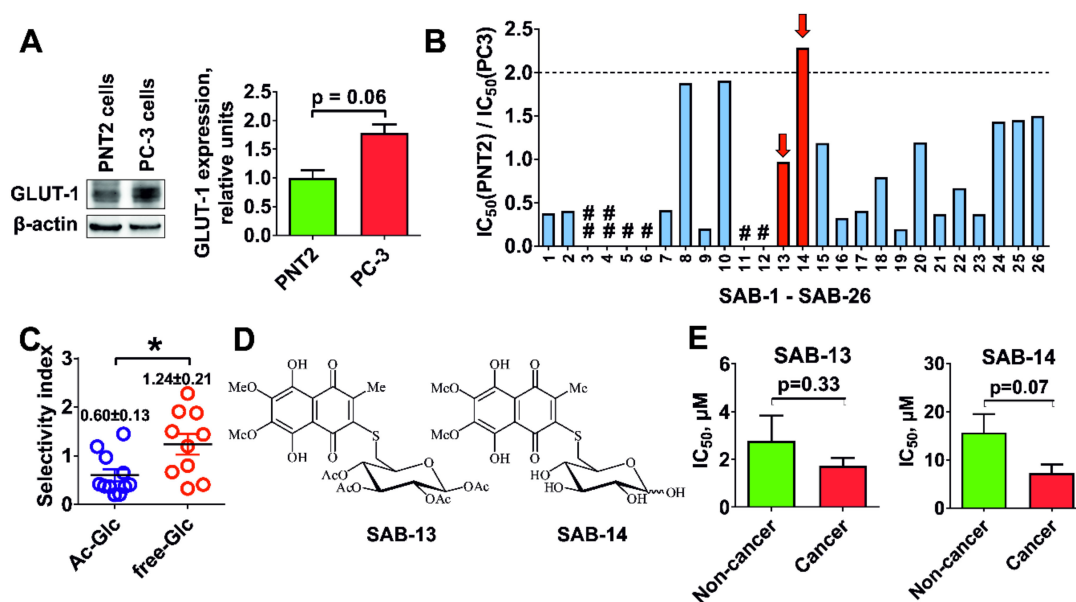 A
PNT2 cells
PC-3 cells
GLUT-1
β-actin
GLUT-1 expression,
relative units
p = 0.06
2.5
2.0
1.5
1.0
0.5
0.0
PNT2
PC-3
B
IC50(PNT2) / IC50(PC3)
2.5
2.0
1.5
1.0
0.5
0.0
# #
# # # # # #
1 2 3 4 5 6 7 8 9 10 11 12 13 14 15 16 17 18 19 20 21 22 23 24 25 26
SAB-1 - SAB-26
C
Selectivity index
3
2
1
0
*
1.24±0.21
0.60±0.13
Ac-Glc
free-Glc
D
OH O
MeO Me
MeO S
OH O
AcO O
AcO OAc
AcO
SAB-13
OH O
MeO Me
MeO S
OH O
HO O
HO OH
HO
SAB-14
E
SAB-13
p=0.33
IC50, µM
6
4
2
0
Non-cancer
Cancer
SAB-14
p=0.07
IC50, µM
30
20
10
0
Non-cancer
Cancer